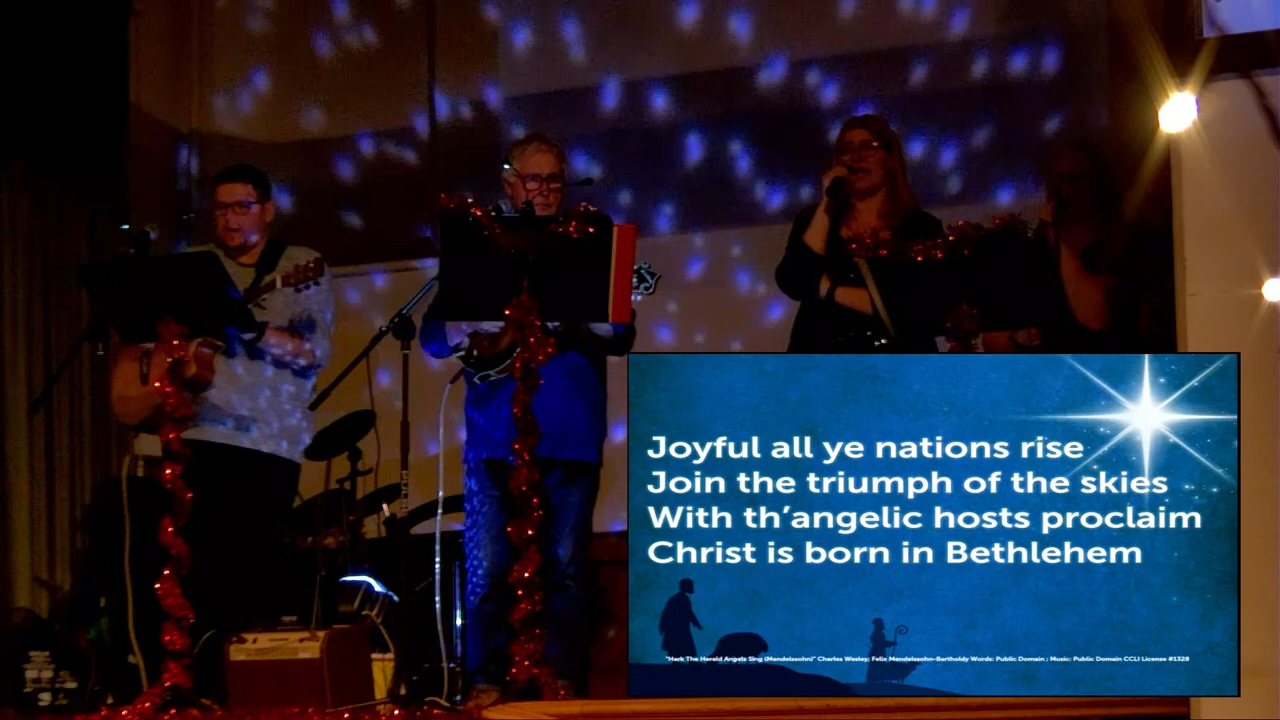 Joyful all ye nations rise
Join the triumph of the skies
With th’angelic hosts proclaim
Christ is born in Bethlehem
"Hark The Herald Angels Sing (Mendelssohn)" Charles Wesley; Felix Mendelssohn-Bartholdy Words: Public Domain ; Music: Public Domain CCLI License #1328